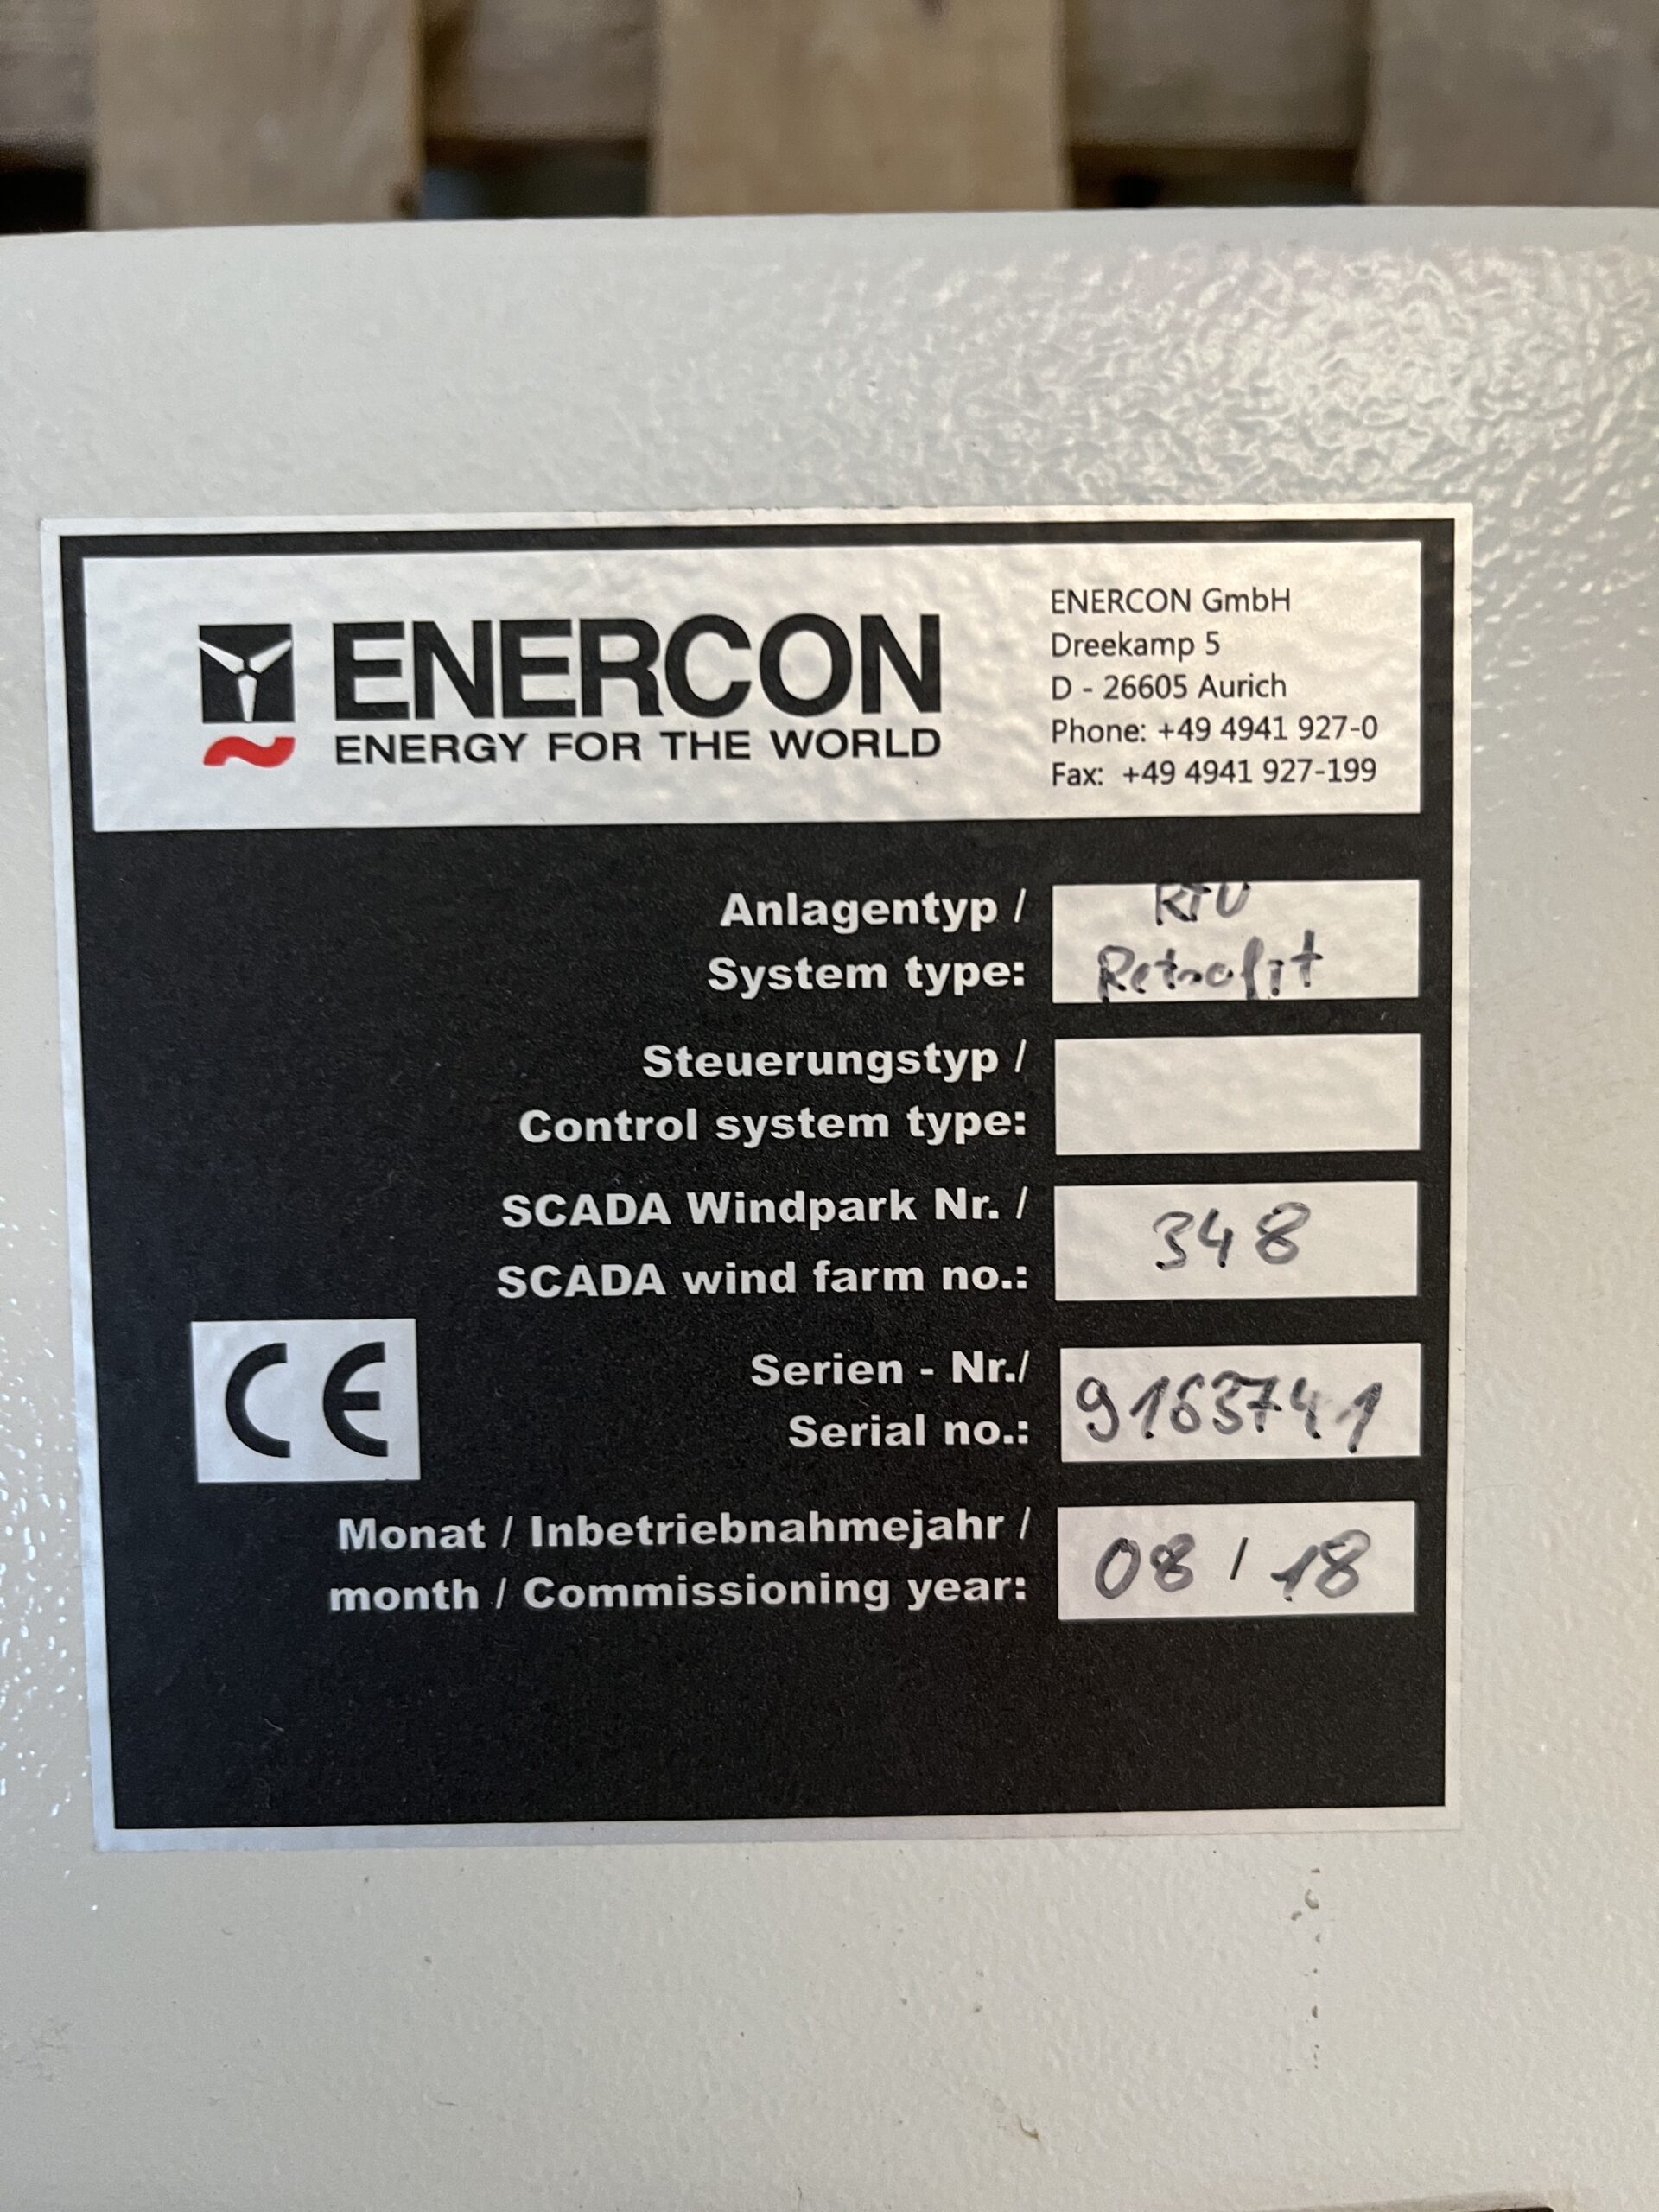 ENERCON
ENERGY FOR THE WORLD
ENERCON GmbH
Dreekamp 5
D - 26605 Aurich
Phone: +49 4941 927-0
Fax: +49 4941 927-199
Anlagentyp / RTU
System type: Retrofit
Steuerungstyp /
Control system type:
SCADA Windpark Nr. /
SCADA wind farm no.: 348
CE
Serien - Nr./
Serial no.: 9163741
Monat / Inbetriebnahmejahr /
month / Commissioning year: 08 / 18